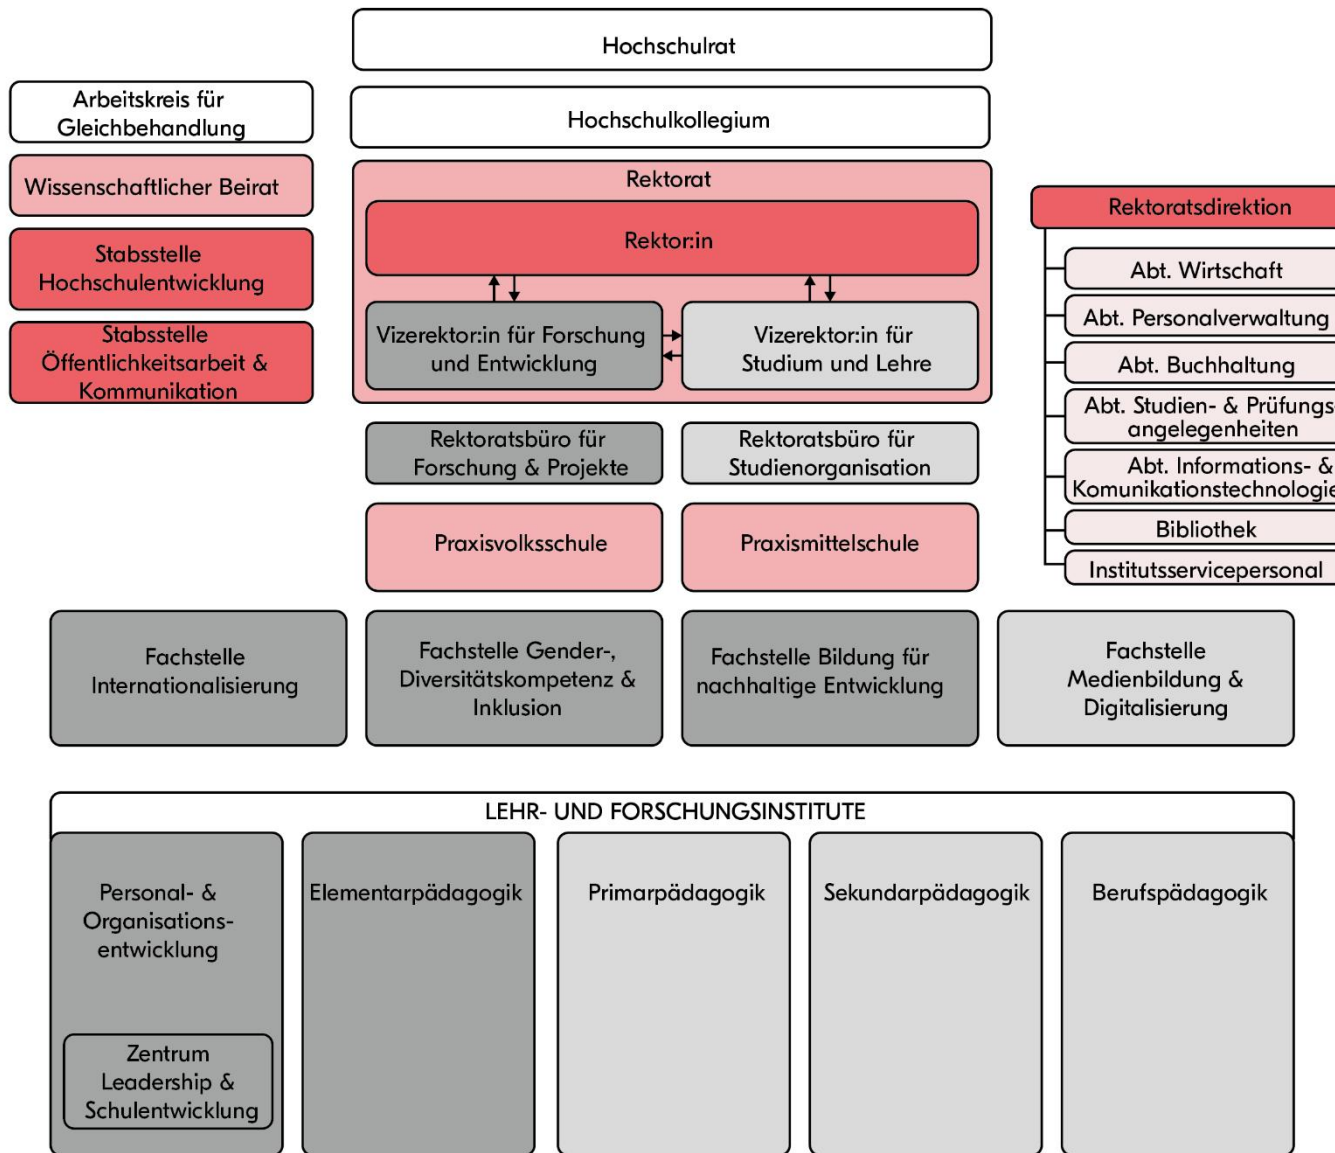 Hochschulrat
Hochschulkollegium
Arbeitskreis für
Gleichbehandlung
Wissenschaftlicher Beirat
Stabsstelle
Hochschulentwicklung
Stabsstelle
Öffentlichkeitsarbeit &
Kommunikation
Rektorat
Rektor:in
Vizerektor:in für Forschung
und Entwicklung
Vizerektor:in für
Studium und Lehre
Rektoratsbüro für
Forschung & Projekte
Rektoratsbüro für
Studienorganisation
Praxisvolksschule
Praxismittelschule
Rektoratsdirektion
Abt. Wirtschaft
Abt. Personalverwaltung
Abt. Buchhaltung
Abt. Studien- & Prüfungs-
angelegenheiten
Abt. Informations- &
Komunikationstechnologie
Bibliothek
Institutsservicepersonal
Fachstelle
Internationalisierung
Fachstelle Gender-,
Diversitätskompetenz &
Inklusion
Fachstelle Bildung für
nachhaltige Entwicklung
Fachstelle
Medienbildung &
Digitalisierung
LEHR- UND FORSCHUNGSINSTITUTE
Personal- &
Organisations-
entwicklung
Zentrum
Leadership &
Schulentwicklung
Elementarpädagogik
Primarpädagogik
Sekundarpädagogik
Berufspädagogik